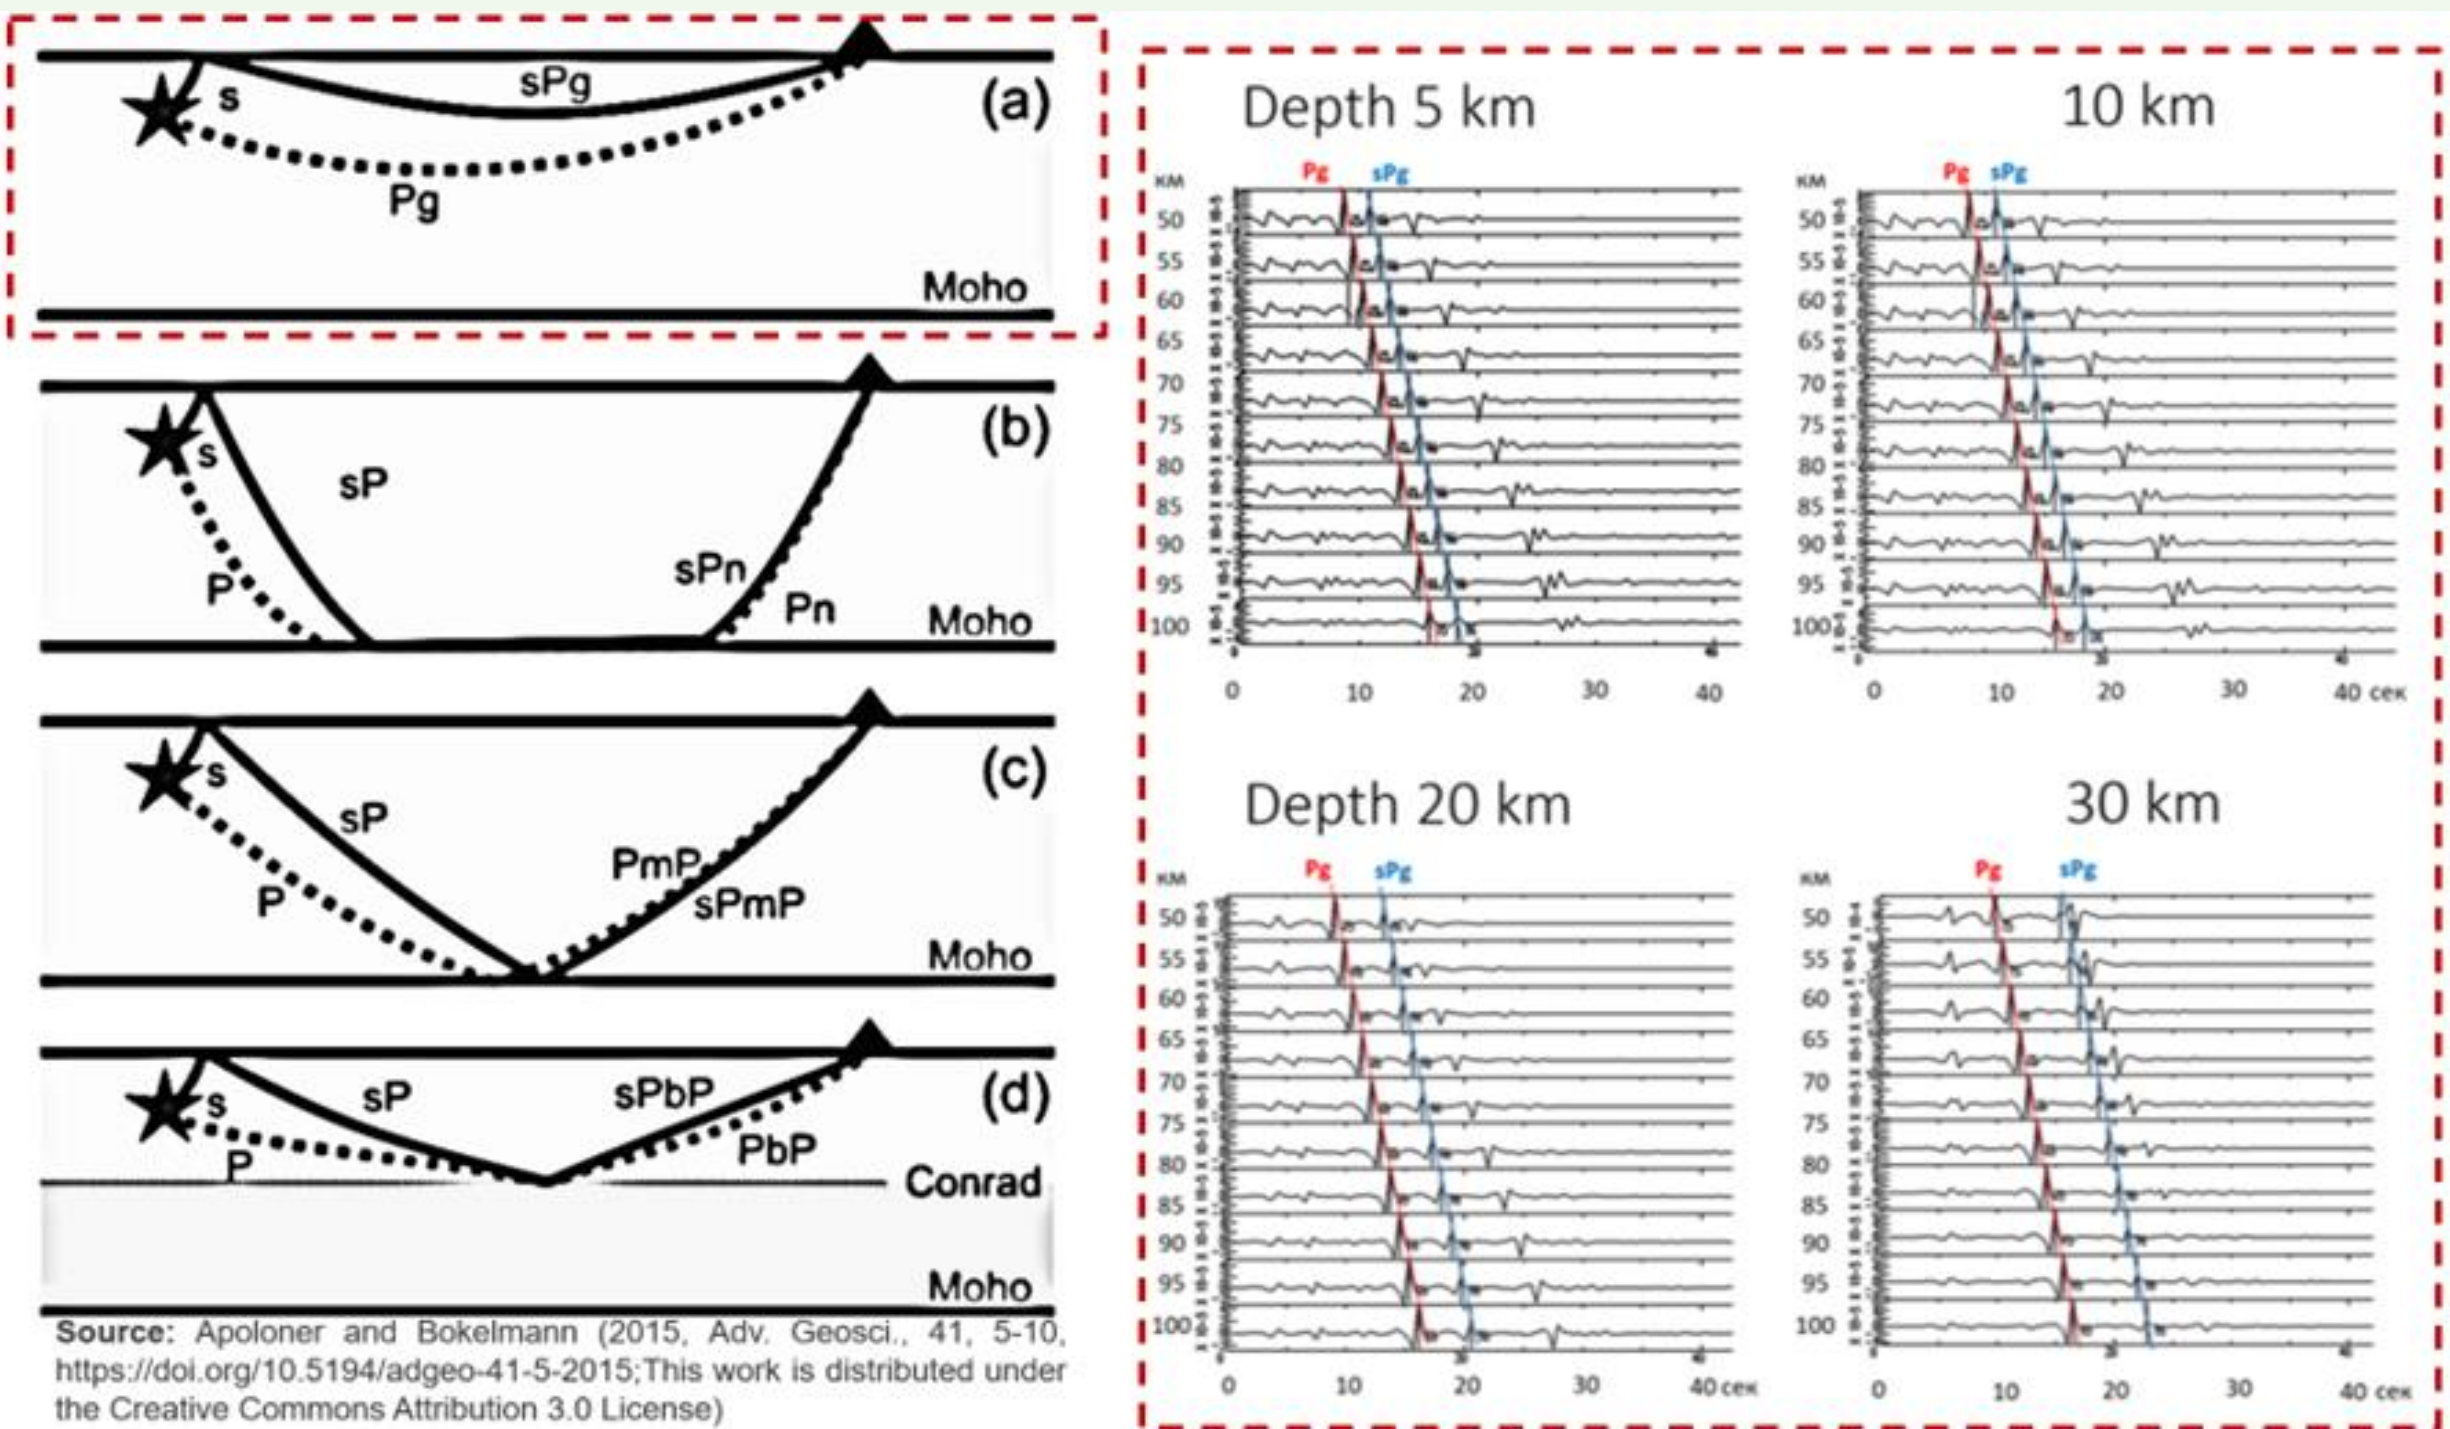 sPg
s
(a)
Pg
Moho
s
sP
(b)
P
sPn
Pn
Moho
s
sP
(c)
P
PmP
sPmP
Moho
s
sP
sPbP
(d)
P
PbP
Conrad
Moho
Source: Apoloner and Bokelmann (2015, Adv. Geosci., 41, 5-10,
https://doi.org/10.5194/adgeo-41-5-2015;This work is distributed under
the Creative Commons Attribution 3.0 License)
Depth 5 km
км
Pg sPg
50
55
60
65
70
75
80
85
90
95
100
0 10 20 30 40
10 km
км
Pg sPg
50
55
60
65
70
75
80
85
90
95
100
0 10 20 30 40 сек
Depth 20 km
км
Pg sPg
50
55
60
65
70
75
80
85
90
95
100
0 10 20 30 40 сек
30 km
км
Pg sPg
50
55
60
65
70
75
80
85
90
95
100
0 10 20 30 40 сек